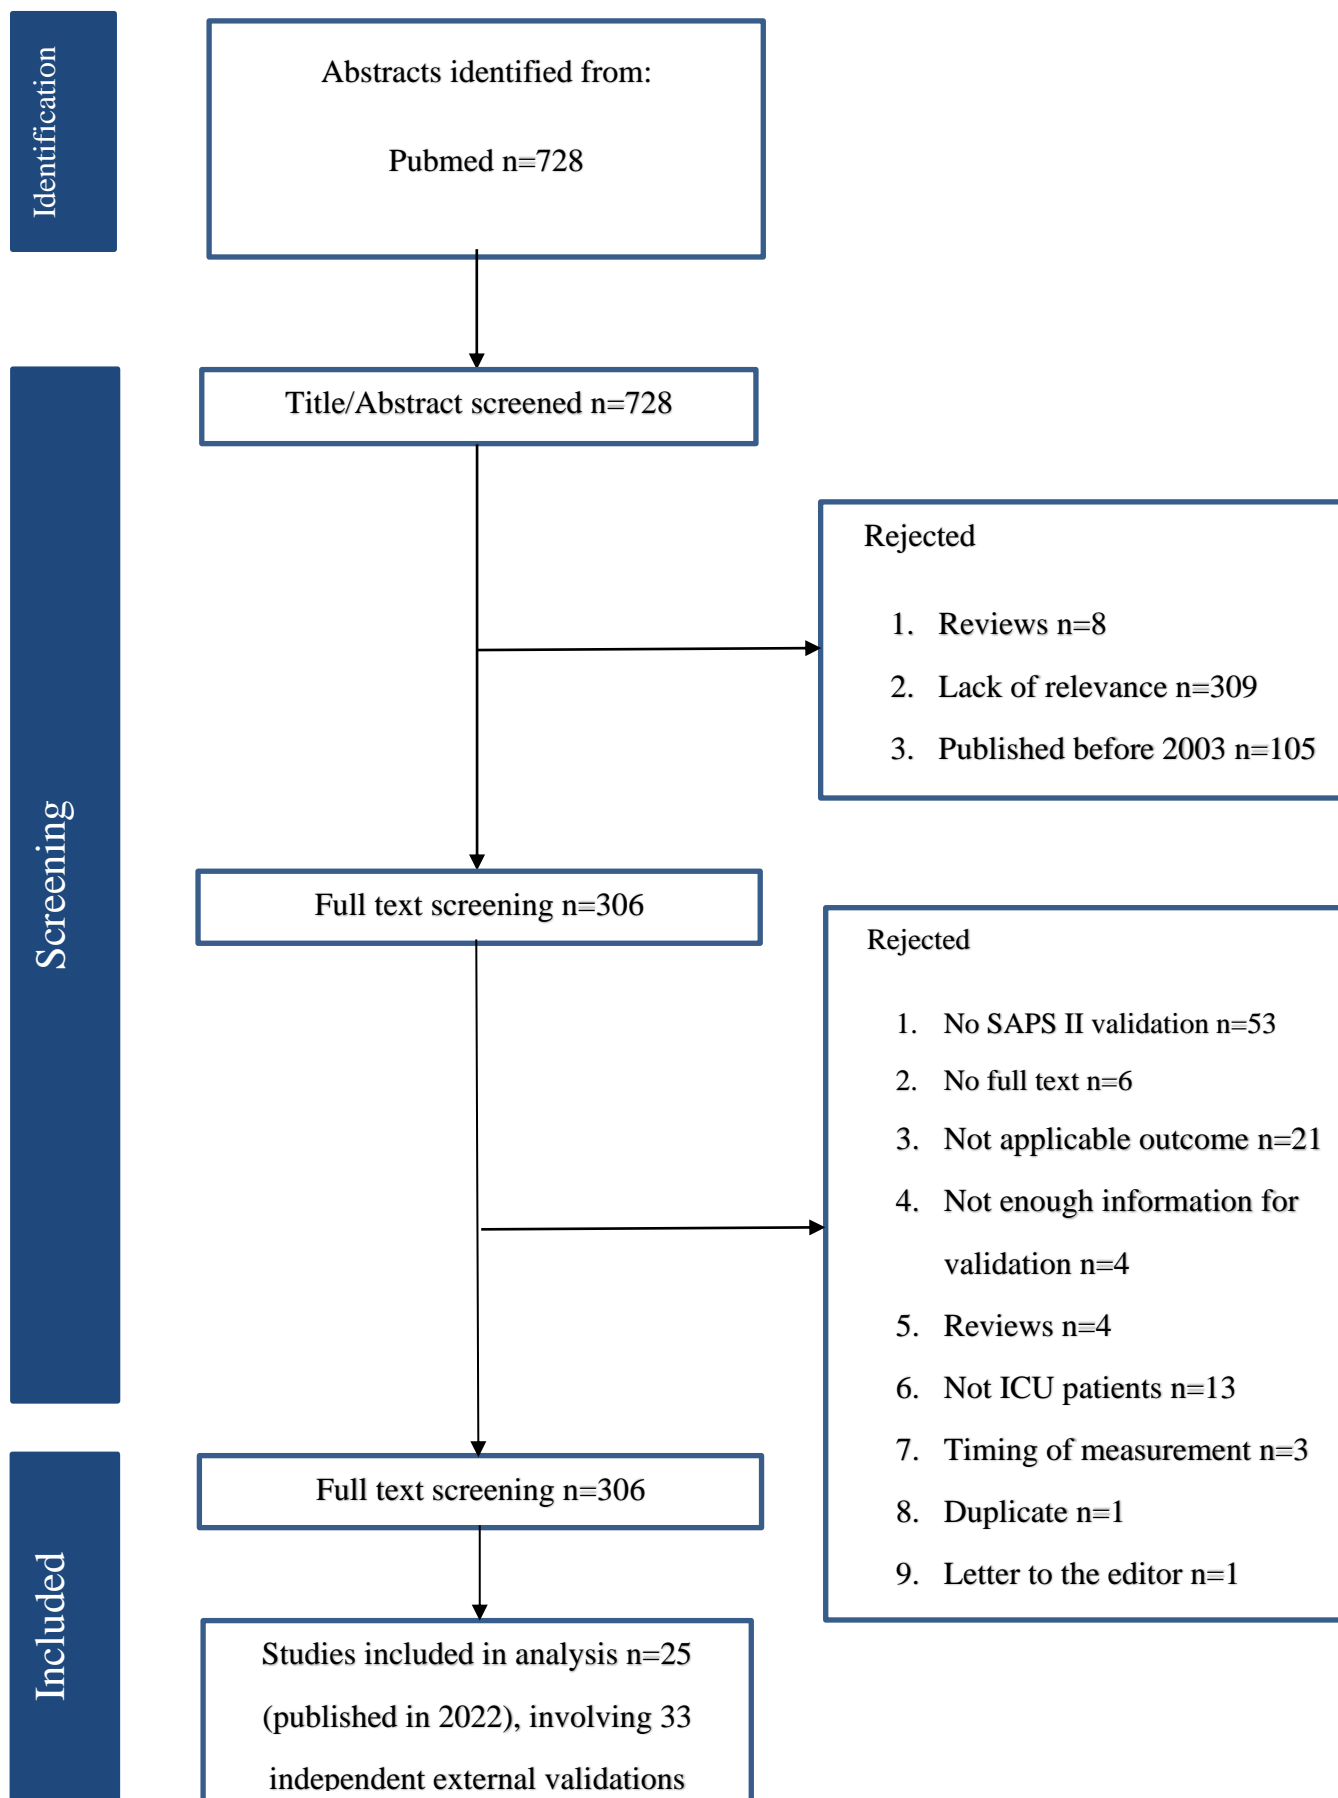 Identification
Abstracts identified from:
Pubmed n=728
Screening
Title/Abstract screened n=728
Rejected
1. Reviews n=8
2. Lack of relevance n=309
3. Published before 2003 n=105
Full text screening n=306
Rejected
1. No SAPS II validation n=53
2. No full text n=6
3. Not applicable outcome n=21
4. Not enough information for
validation n=4
5. Reviews n=4
6. Not ICU patients n=13
7. Timing of measurement n=3
8. Duplicate n=1
9. Letter to the editor n=1
Included
Full text screening n=306
Studies included in analysis n=25
(published in 2022), involving 33
independent external validations